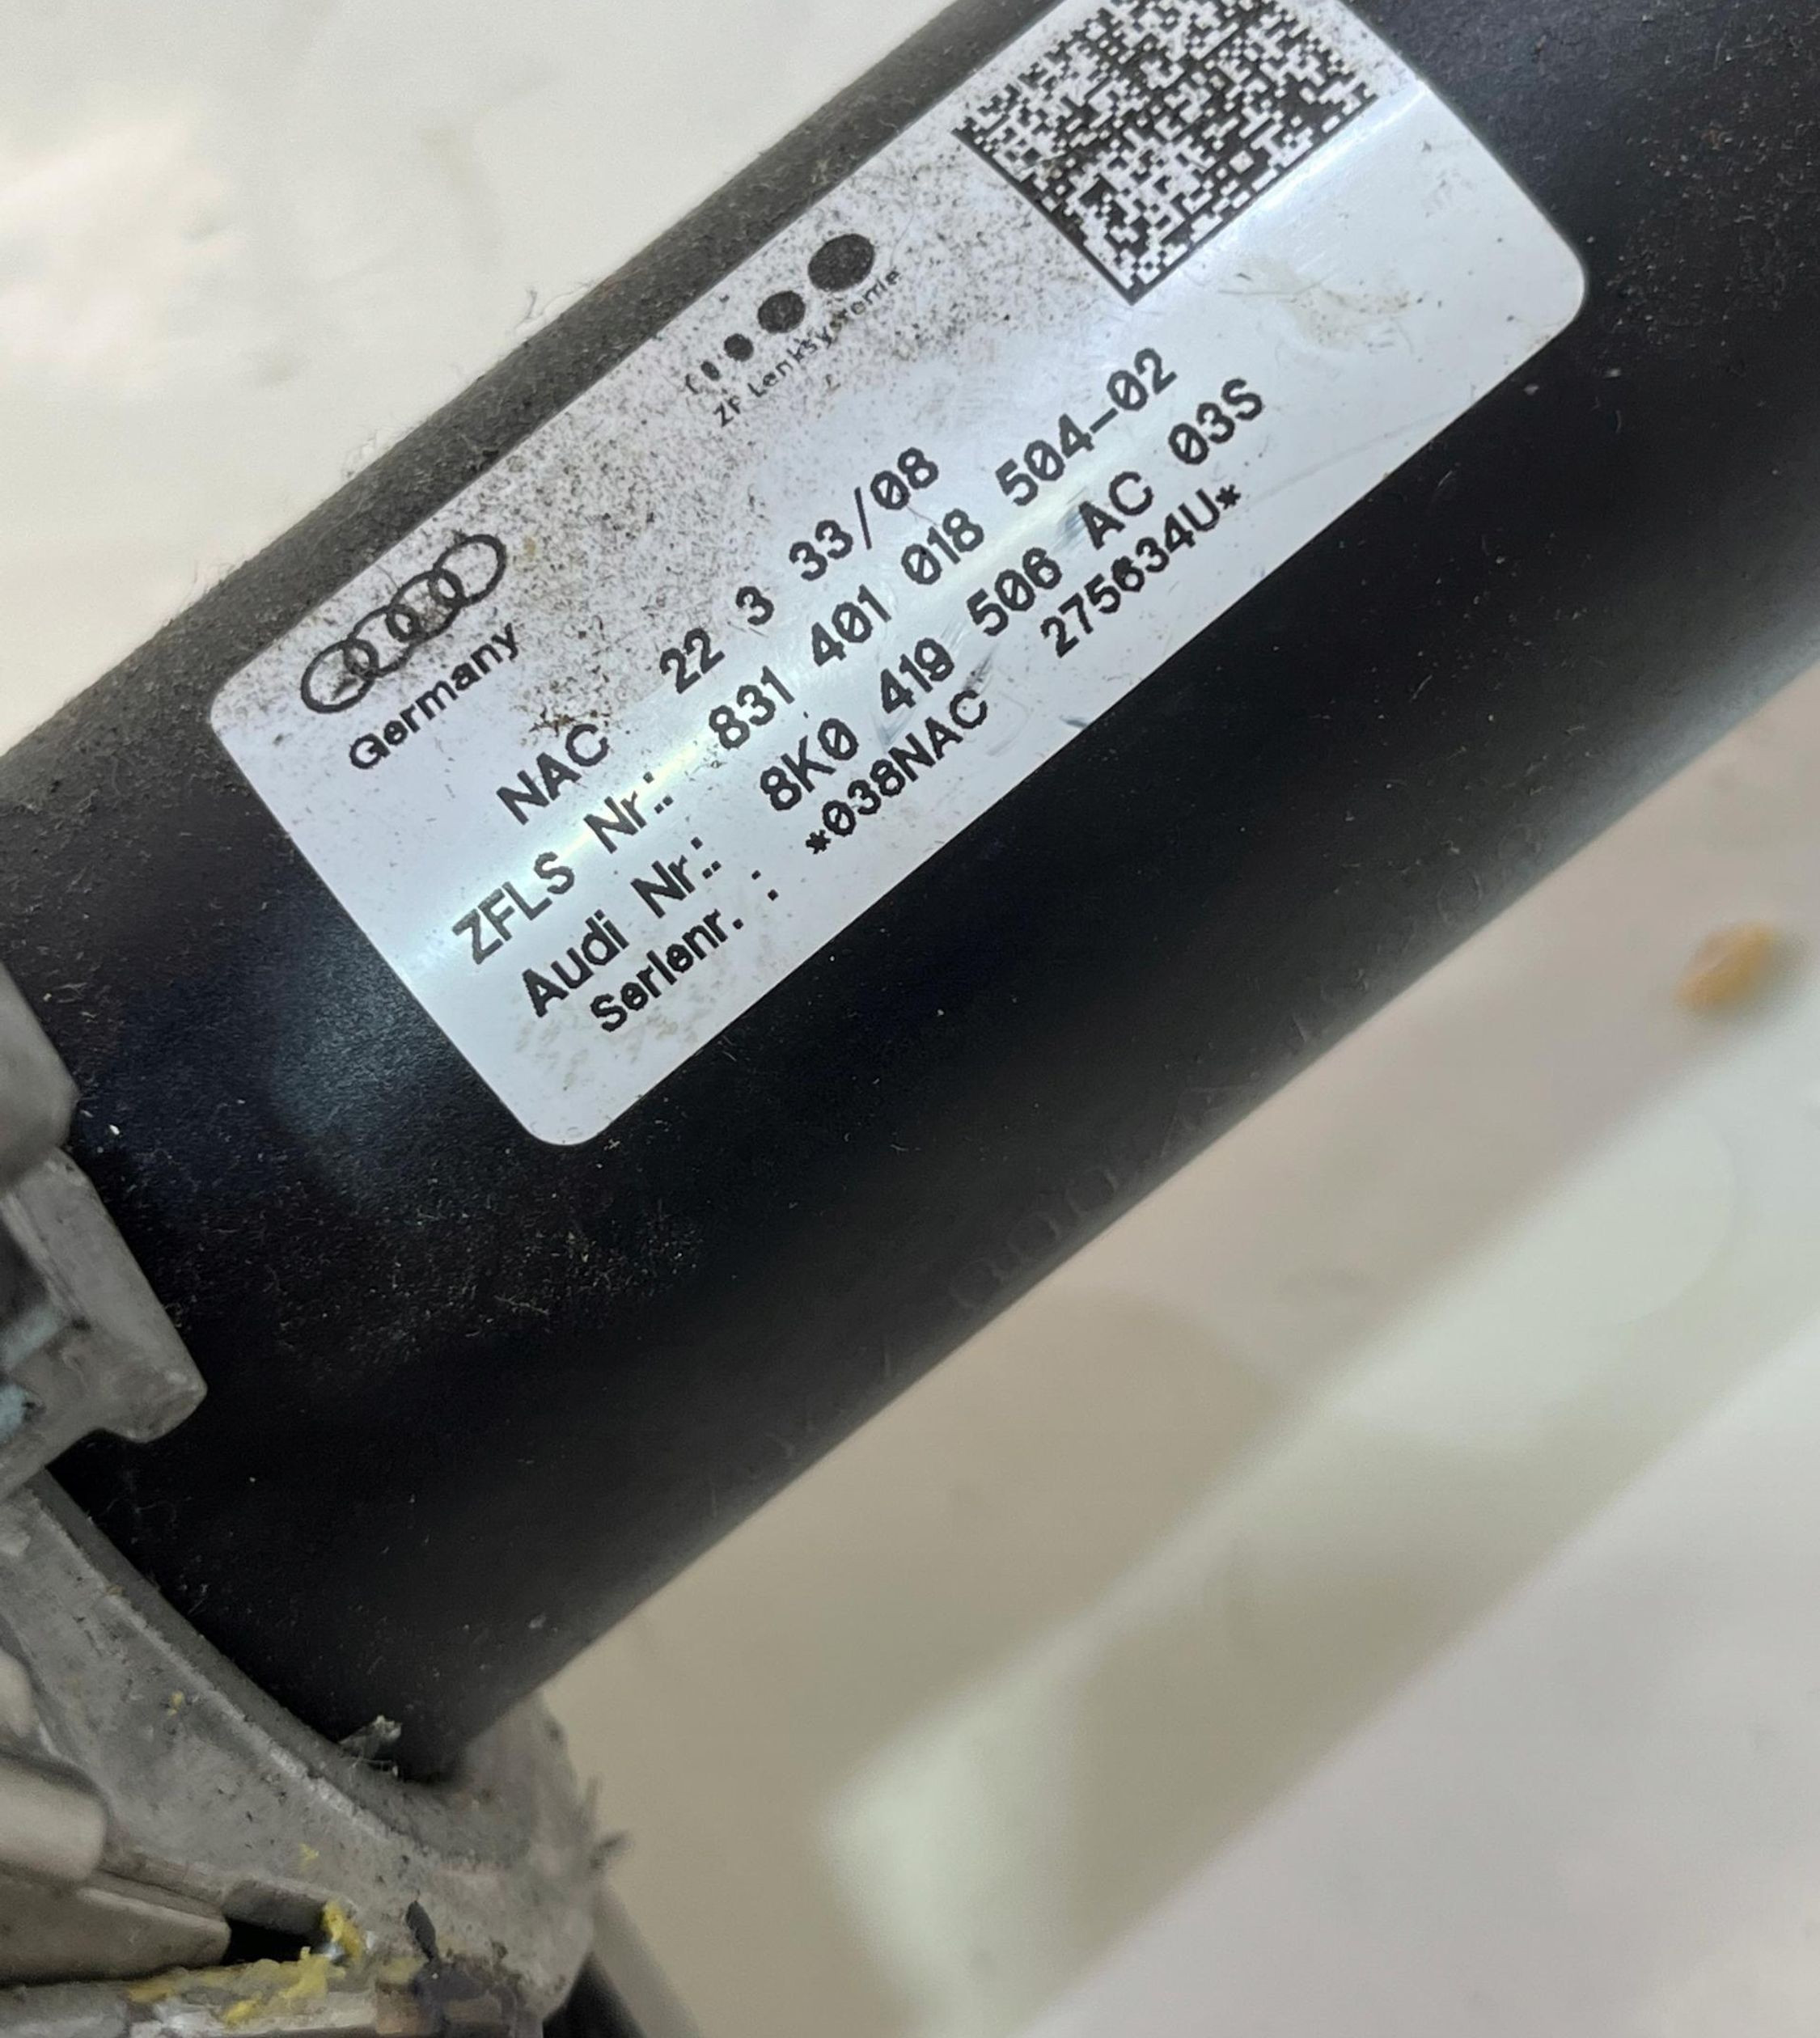 Germany
ZF Lenksysteme
NAC 22 3 33/08
ZFLS Nr.: 831 401 018 504-02
Audi Nr.: 8K0 419 506 AC 03S
Serienr. : *038NAC 275634U*